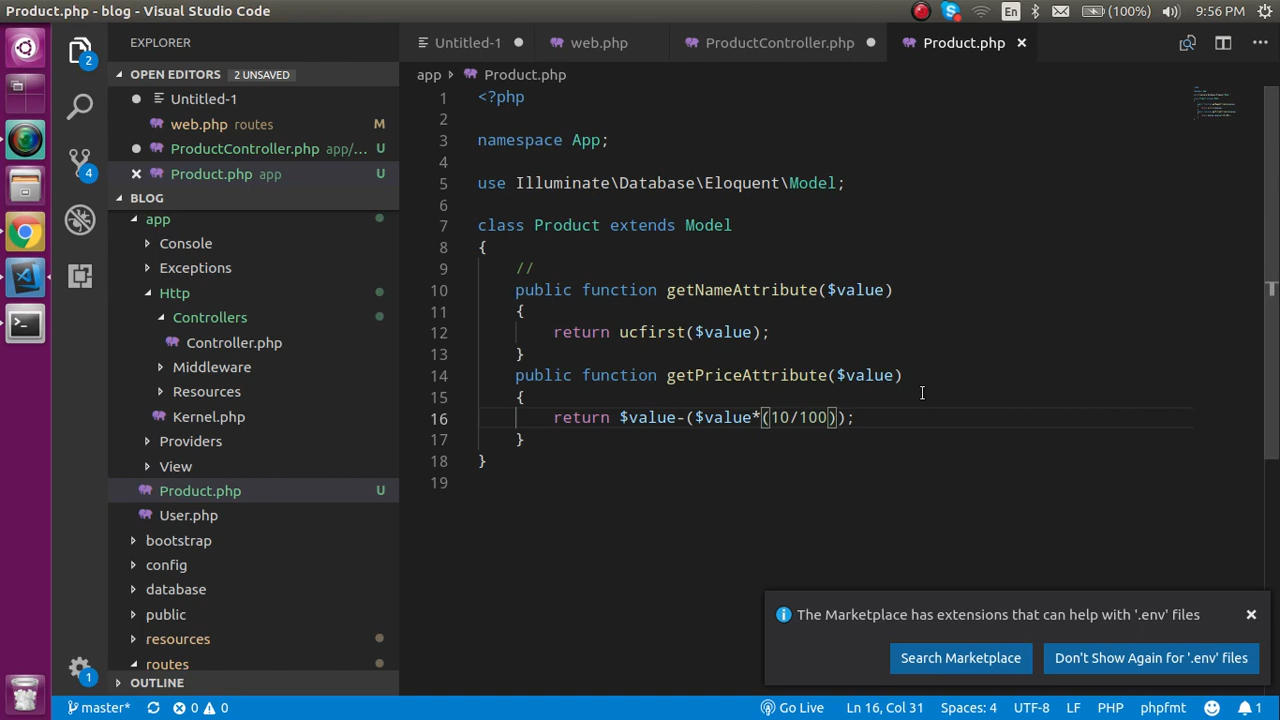 Product.php - blog - Visual Studio Code
En
(100%)
9:56 PM
EXPLORER
Untitled-1
web.php
ProductController.php
Product.php
2
OPEN EDITORS
2 UNSAVED
app
Product.php
Untitled-1
web.php routes M
ProductController.php app/... U
Product.php app U
4
BLOG
app
Console
Exceptions
Http
Controllers
Controller.php
Middleware
Resources
Kernel.php
Providers
View
Product.php U
User.php
bootstrap
config
database
public
resources
routes
OUTLINE
1 <?php
2
3 namespace App;
4
5 use Illuminate\Database\Eloquent\Model;
6
7 class Product extends Model
8 {
9 //
10 public function getNameAttribute($value)
11 {
12 return ucfirst($value);
13 }
14 public function getPriceAttribute($value)
15 {
16 return $value-($value*(10/100));
17 }
18 }
19
The Marketplace has extensions that can help with '.env' files
Search Marketplace
Don't Show Again for '.env' files
1
master*
0
0
Go Live
Ln 16, Col 31
Spaces: 4
UTF-8
LF
PHP
phpfmt
1